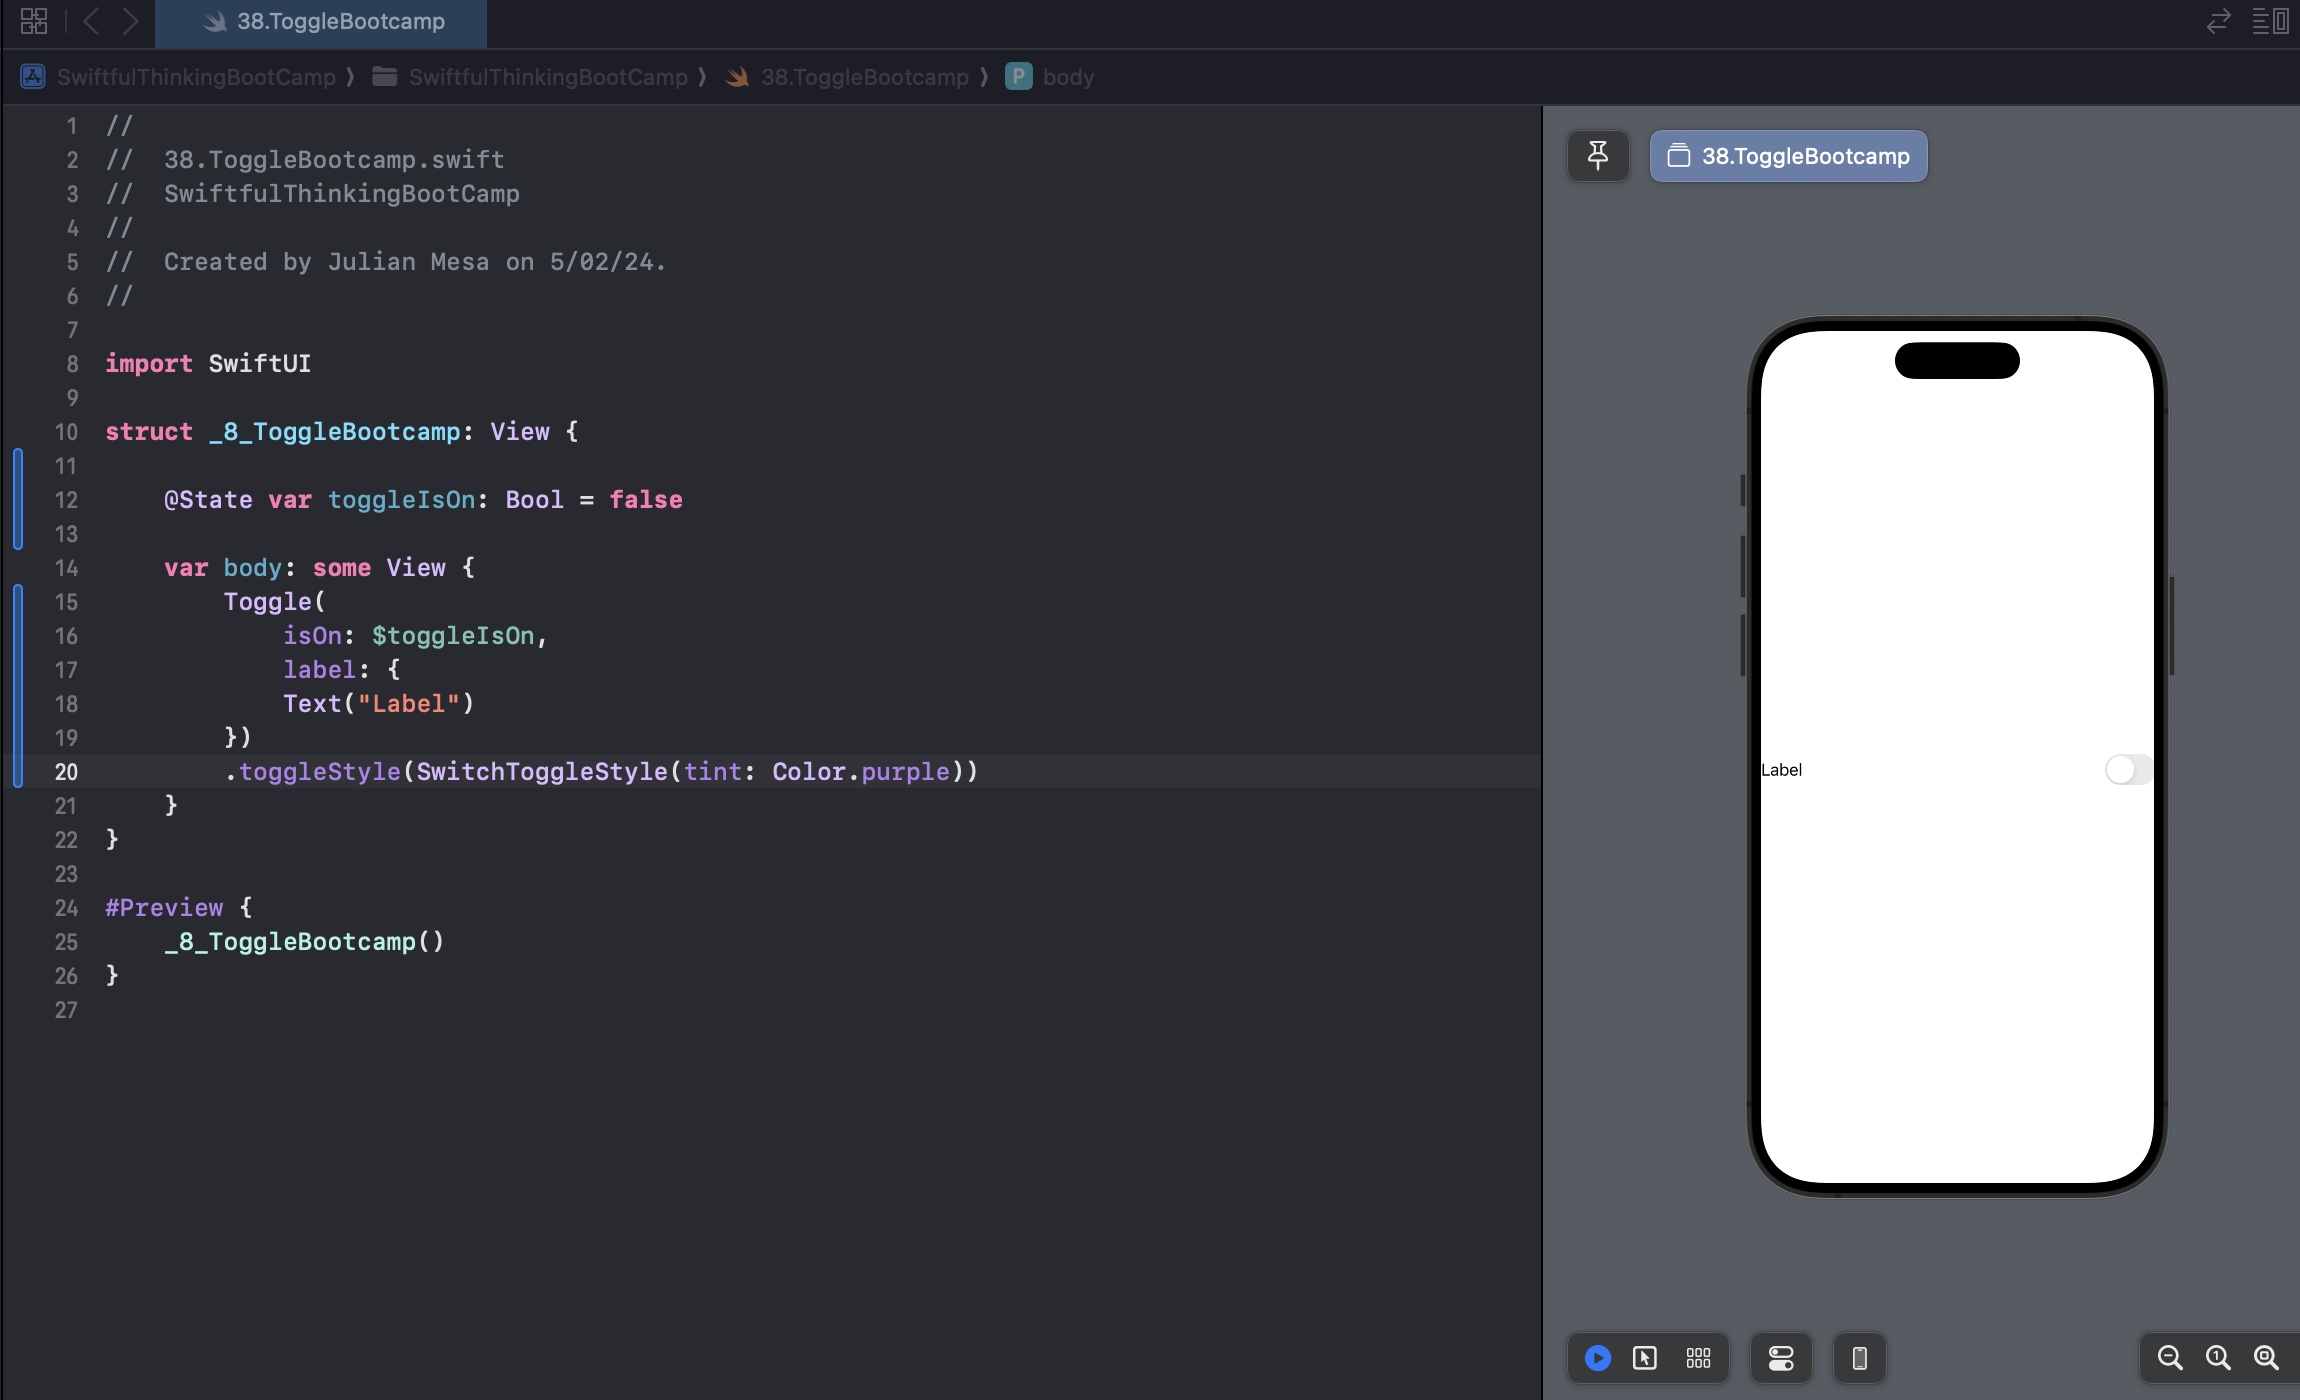 38.ToggleBootcamp
SwiftfulThinkingBootCamp ⟩ SwiftfulThinkingBootCamp ⟩ 38.ToggleBootcamp ⟩ P body
1 //
2 //  38.ToggleBootcamp.swift
3 //  SwiftfulThinkingBootCamp
4 //
5 //  Created by Julian Mesa on 5/02/24.
6 //
7
8 import SwiftUI
9
10 struct _8_ToggleBootcamp: View {
11
12     @State var toggleIsOn: Bool = false
13
14     var body: some View {
15         Toggle(
16             isOn: $toggleIsOn,
17             label: {
18             Text("Label")
19         })
20         .toggleStyle(SwitchToggleStyle(tint: Color.purple))
21     }
22 }
23
24 #Preview {
25     _8_ToggleBootcamp()
26 }
27
38.ToggleBootcamp
Label